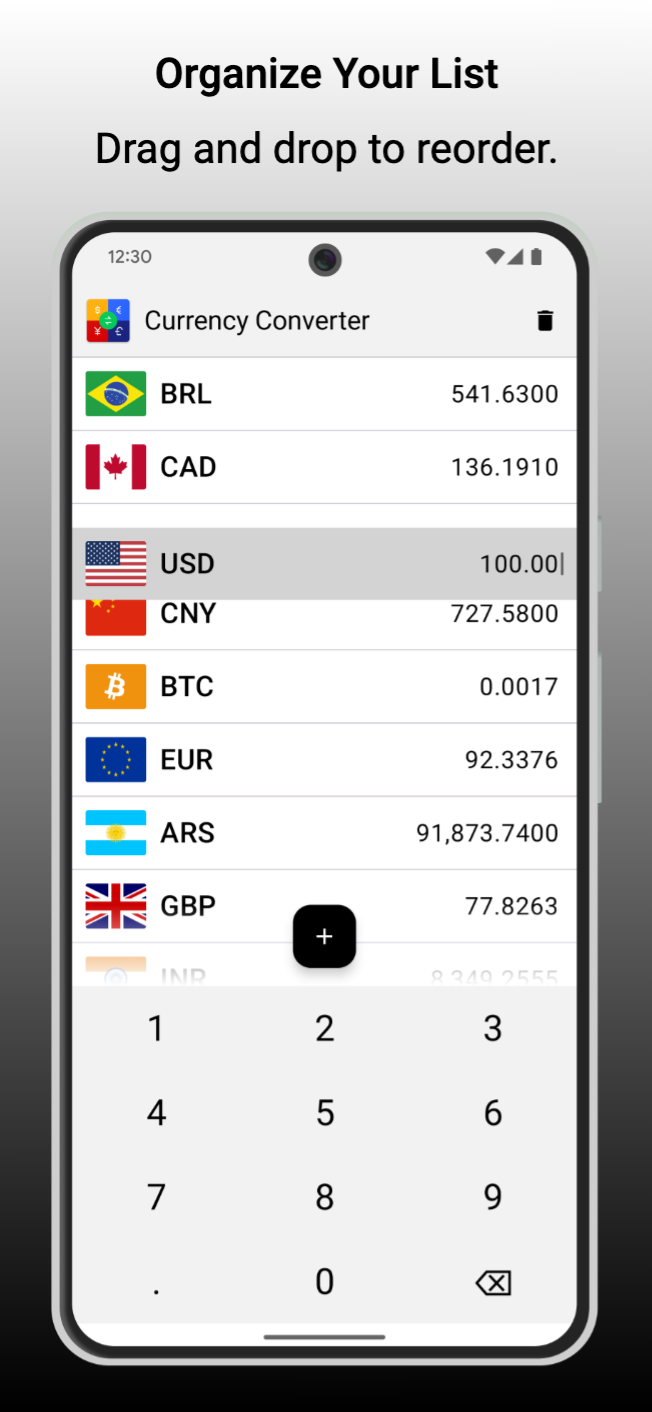 Organize Your List
Drag and drop to reorder.
12:30
Currency Converter
BRL 541.6300
CAD 136.1910
USD 100.00
CNY 727.5800
BTC 0.0017
EUR 92.3376
ARS 91,873.7400
GBP 77.8263
+
INR 8,349.2555
1 2 3
4 5 6
7 8 9
. 0